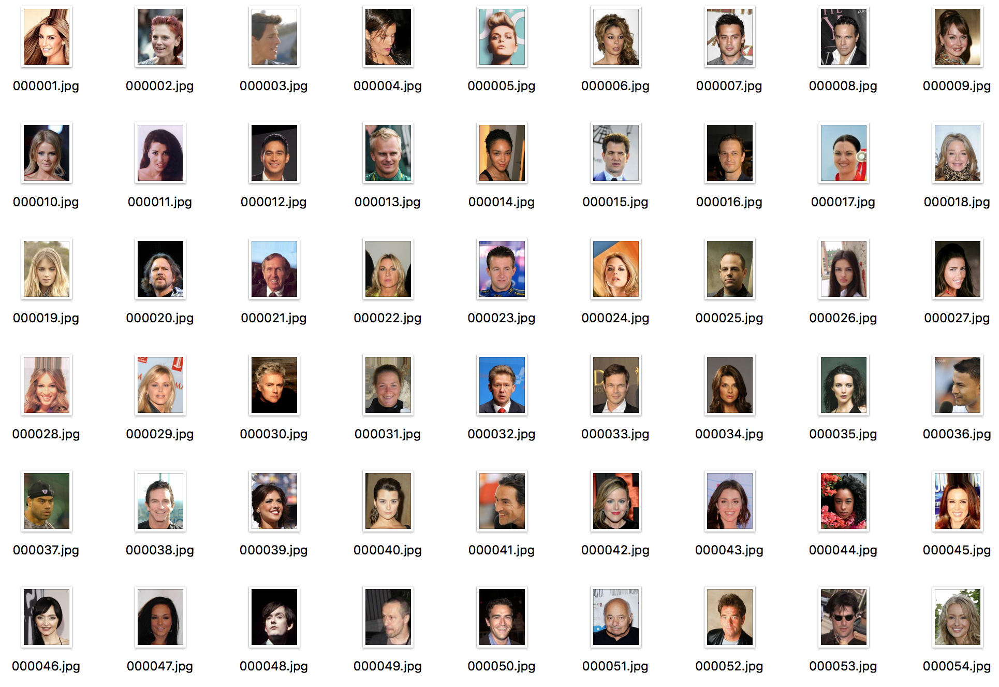 000001.jpg 000002.jpg 000003.jpg 000004.jpg 000005.jpg 000006.jpg 000007.jpg 000008.jpg 000009.jpg
000010.jpg 000011.jpg 000012.jpg 000013.jpg 000014.jpg 000015.jpg 000016.jpg 000017.jpg 000018.jpg
000019.jpg 000020.jpg 000021.jpg 000022.jpg 000023.jpg 000024.jpg 000025.jpg 000026.jpg 000027.jpg
000028.jpg 000029.jpg 000030.jpg 000031.jpg 000032.jpg 000033.jpg 000034.jpg 000035.jpg 000036.jpg
000037.jpg 000038.jpg 000039.jpg 000040.jpg 000041.jpg 000042.jpg 000043.jpg 000044.jpg 000045.jpg
000046.jpg 000047.jpg 000048.jpg 000049.jpg 000050.jpg 000051.jpg 000052.jpg 000053.jpg 000054.jpg